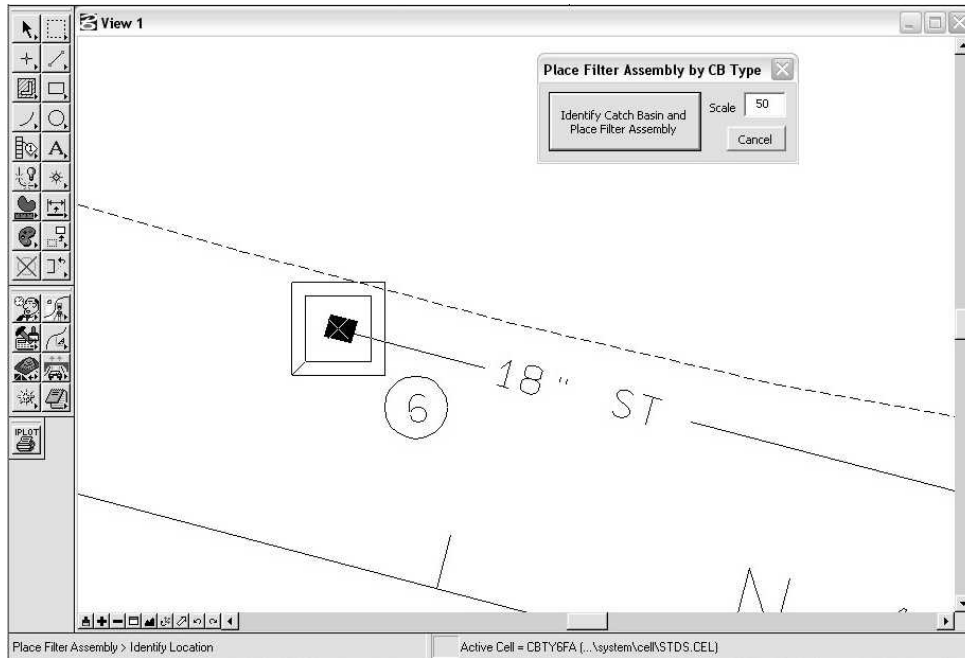 View 1
Place Filter Assembly by CB Type
Identify Catch Basin and
Place Filter Assembly
Scale 50
Cancel
A
IPLOT
18" ST
6
N
Place Filter Assembly > Identify Location
Active Cell = CBTY6FA (...\system\cell\STDS.CEL)